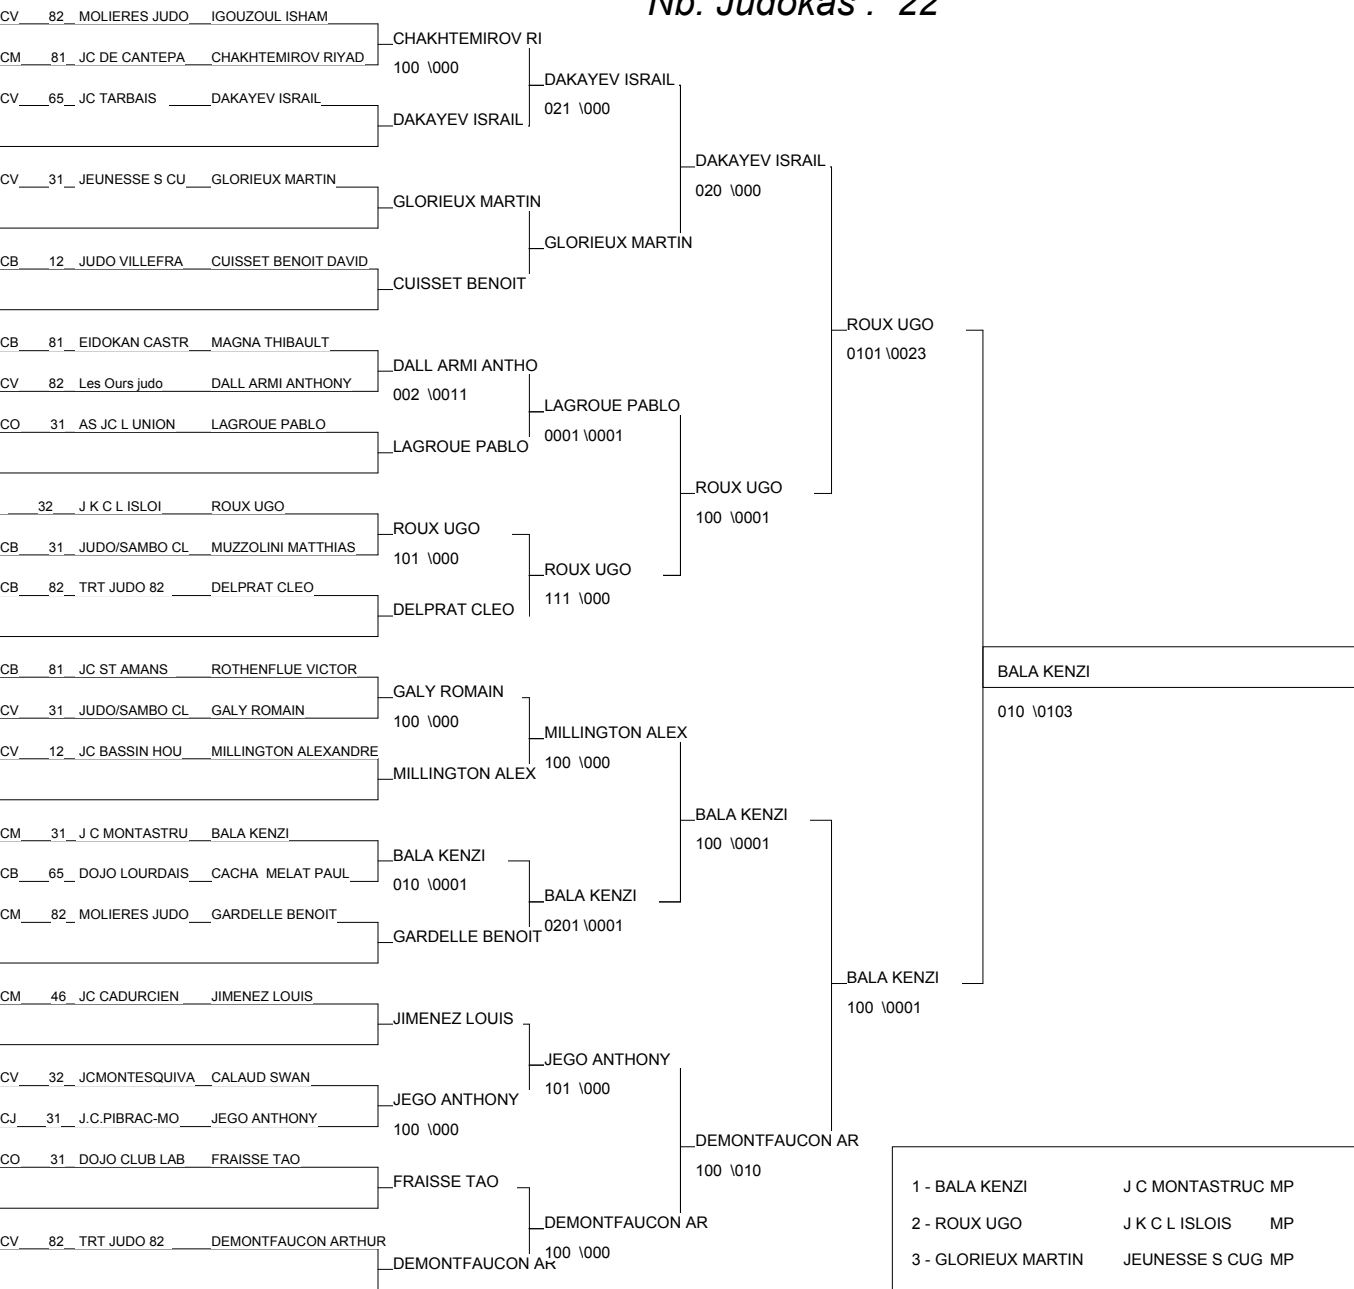 Nb. Judokas : 22
CV 82 MOLIERES JUDO IGOUZOUL ISHAM
CHAKHTEMIROV RI
CM 81 JC DE CANTEPA CHAKHTEMIROV RIYAD
100 \000
DAKAYEV ISRAIL
CV 65 JC TARBAIS DAKAYEV ISRAIL
021 \000
DAKAYEV ISRAIL
DAKAYEV ISRAIL
CV 31 JEUNESSE S CU GLORIEUX MARTIN
020 \000
GLORIEUX MARTIN
GLORIEUX MARTIN
CB 12 JUDO VILLEFRA CUISSET BENOIT DAVID
CUISSET BENOIT
ROUX UGO
CB 81 EIDOKAN CASTR MAGNA THIBAULT
0101 \0023
DALL ARMI ANTHO
CV 82 Les Ours judo DALL ARMI ANTHONY
002 \0011
LAGROUE PABLO
CO 31 AS JC L UNION LAGROUE PABLO
0001 \0001
LAGROUE PABLO
ROUX UGO
32 J K C L ISLOI ROUX UGO
100 \0001
ROUX UGO
CB 31 JUDO/SAMBO CL MUZZOLINI MATTHIAS
101 \000
ROUX UGO
CB 82 TRT JUDO 82 DELPRAT CLEO
111 \000
DELPRAT CLEO
CB 81 JC ST AMANS ROTHENFLUE VICTOR
BALA KENZI
GALY ROMAIN
CV 31 JUDO/SAMBO CL GALY ROMAIN
010 \0103
100 \000
MILLINGTON ALEX
CV 12 JC BASSIN HOU MILLINGTON ALEXANDRE
100 \000
MILLINGTON ALEX
BALA KENZI
CM 31 J C MONTASTRU BALA KENZI
100 \0001
BALA KENZI
CB 65 DOJO LOURDAIS CACHA MELAT PAUL
010 \0001
BALA KENZI
CM 82 MOLIERES JUDO GARDELLE BENOIT
0201 \0001
GARDELLE BENOIT
BALA KENZI
CM 46 JC CADURCIEN JIMENEZ LOUIS
100 \0001
JIMENEZ LOUIS
JEGO ANTHONY
CV 32 JCMONTESQUIVA CALAUD SWAN
101 \000
JEGO ANTHONY
CJ 31 J.C.PIBRAC-MO JEGO ANTHONY
100 \000
DEMONTFAUCON AR
CO 31 DOJO CLUB LAB FRAISSE TAO
100 \010
FRAISSE TAO
1 - BALA KENZI J C MONTASTRUC MP
DEMONTFAUCON AR
2 - ROUX UGO J K C L ISLOIS MP
CV 82 TRT JUDO 82 DEMONTFAUCON ARTHUR
100 \000
DEMONTFAUCON AR
3 - GLORIEUX MARTIN JEUNESSE S CUG MP